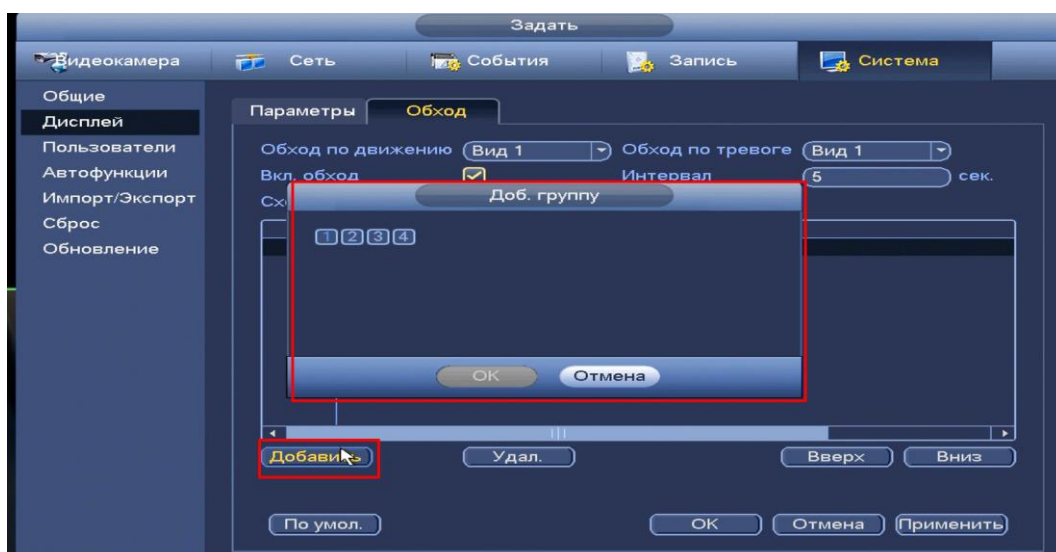 Задать
Видеокамера Сеть События Запись Система
Общие
Дисплей
Пользователи
Автофункции
Импорт/Экспорт
Сброс
Обновление
Параметры Обход
Обход по движению Вид 1 Обход по тревоге Вид 1
Вкл. обход Интервал 5 сек.
Доб. группу
1 2 3 4
ОК Отмена
Добавить Удал. Вверх Вниз
По умол. ОК Отмена Применить